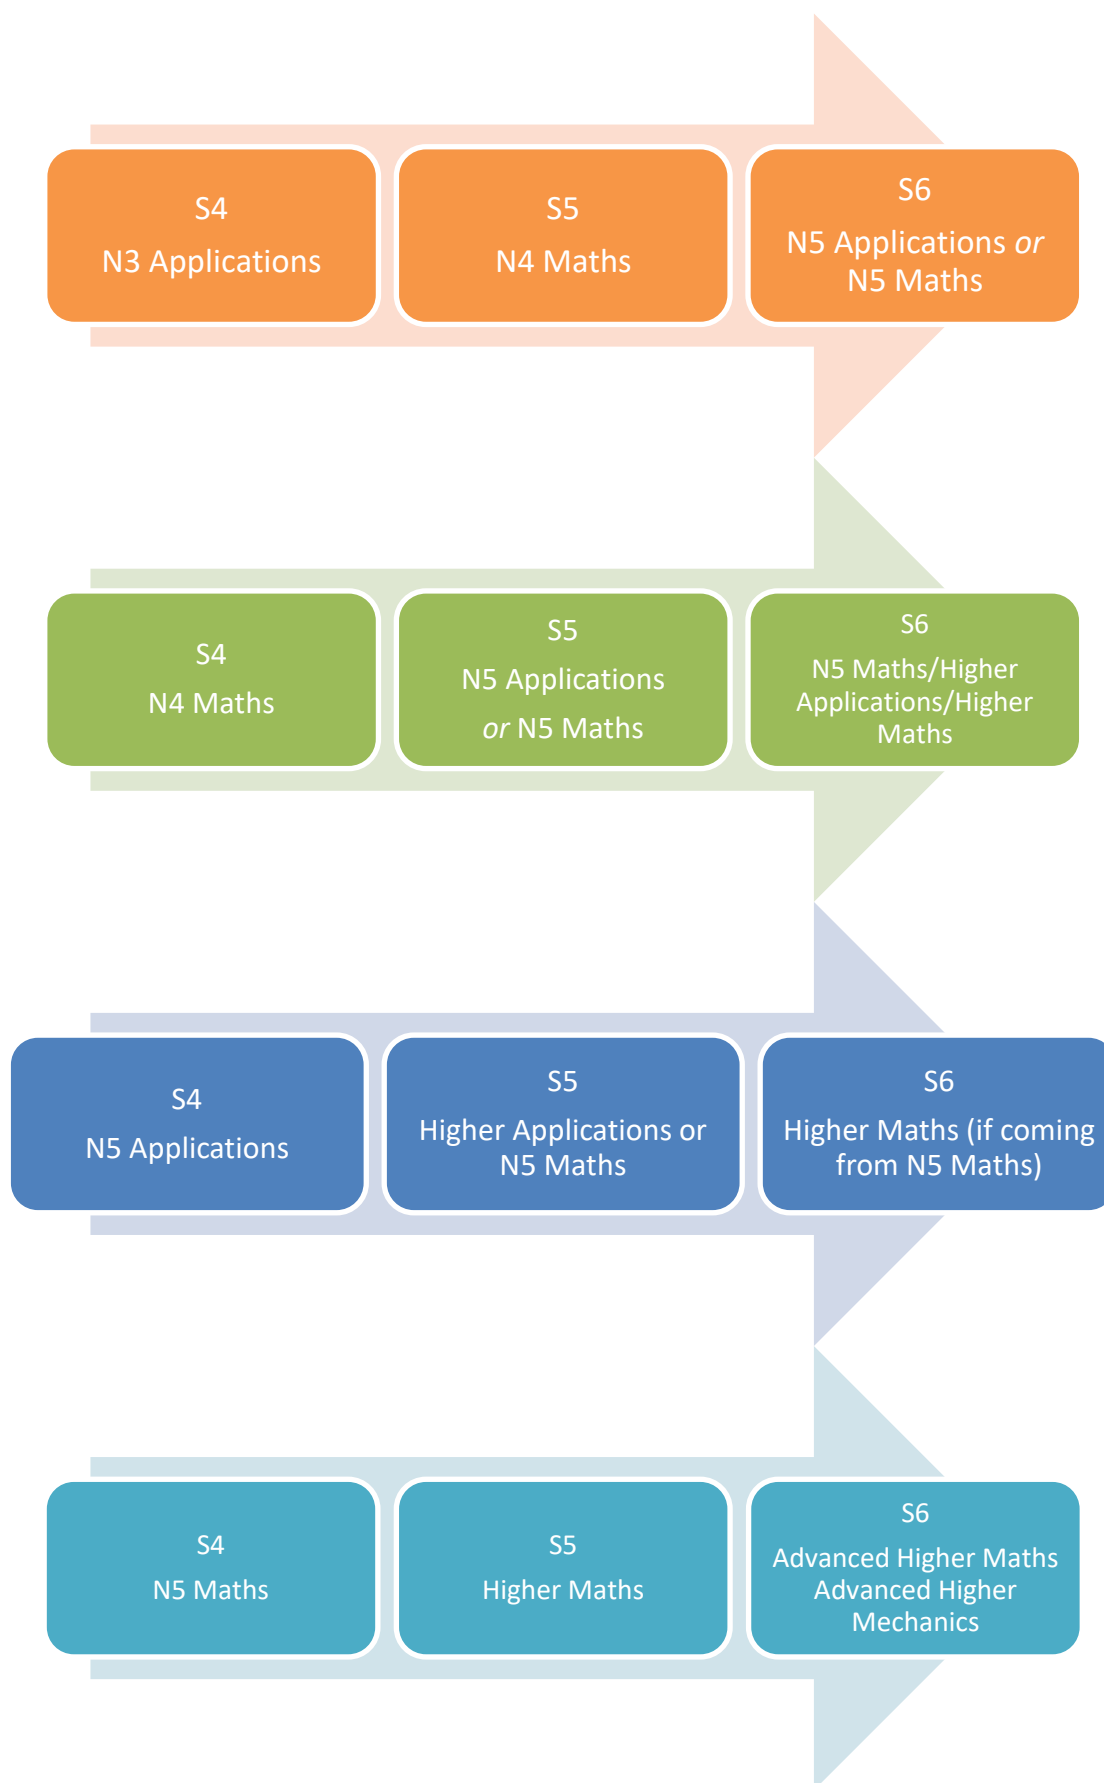 S4
N3 Applications
S5
N4 Maths
S6
N5 Applications or
N5 Maths
S4
N4 Maths
S5
N5 Applications
or N5 Maths
S6
N5 Maths/Higher
Applications/Higher
Maths
S4
N5 Applications
S5
Higher Applications or
N5 Maths
S6
Higher Maths (if coming
from N5 Maths)
S4
N5 Maths
S5
Higher Maths
S6
Advanced Higher Maths
Advanced Higher
Mechanics